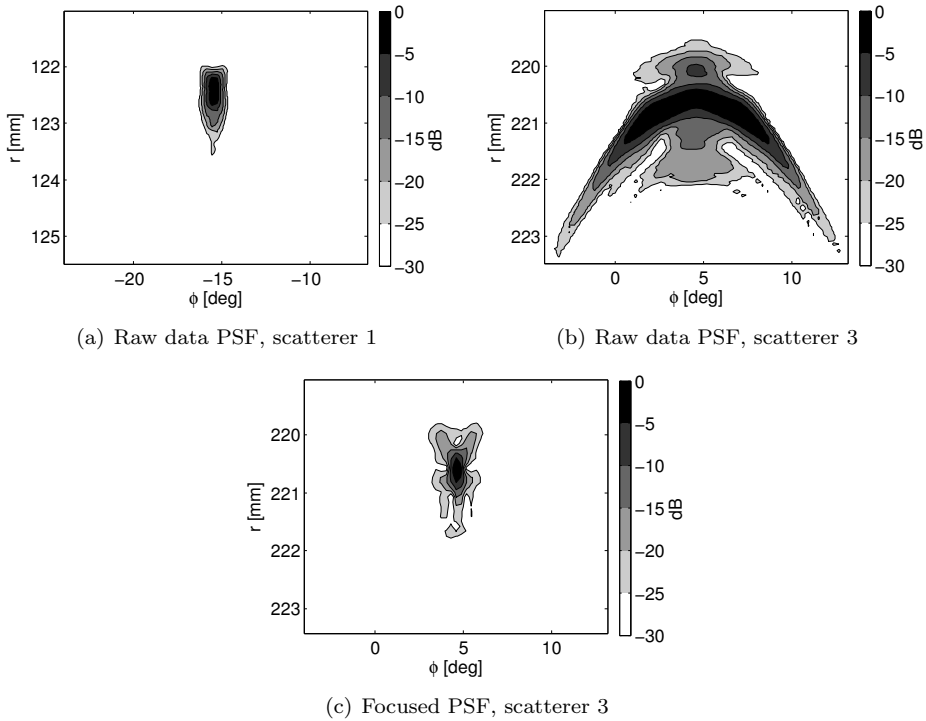 0
−5
−10
−15
−20
−25
−30
dB
122
123
124
125
r [mm]
−20 −15 −10
ϕ [deg]
(a) Raw data PSF, scatterer 1
0
−5
−10
−15
−20
−25
−30
dB
220
221
222
223
r [mm]
0 5 10
ϕ [deg]
(b) Raw data PSF, scatterer 3
0
−5
−10
−15
−20
−25
−30
dB
220
221
222
223
r [mm]
0 5 10
ϕ [deg]
(c) Focused PSF, scatterer 3